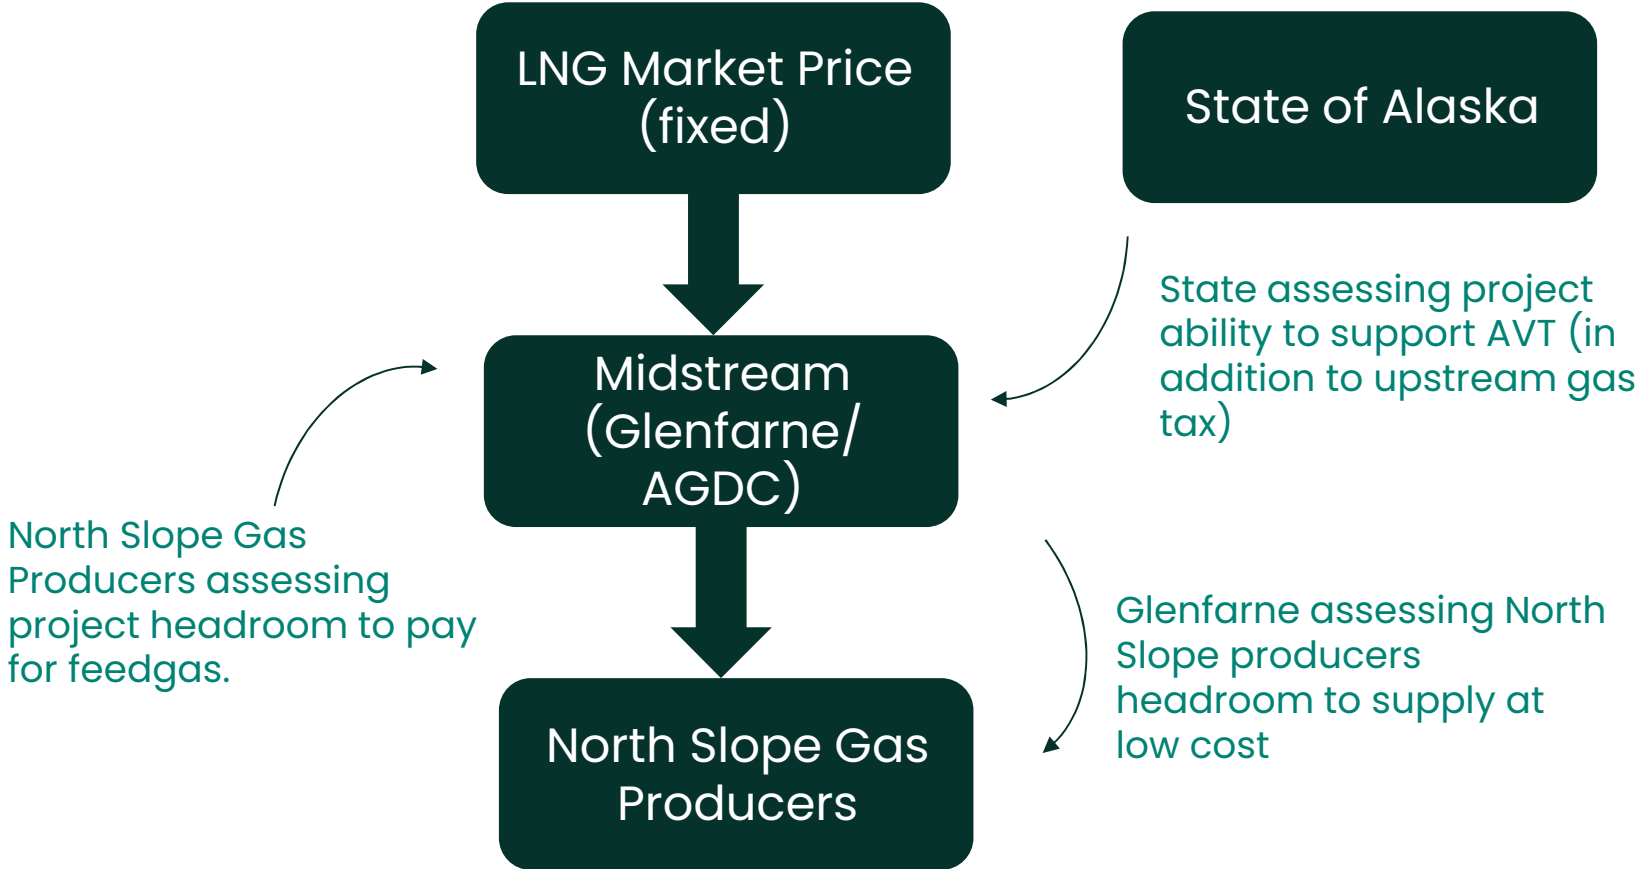 LNG Market Price
(fixed)
State of Alaska
State assessing project
ability to support AVT (in
addition to upstream gas
tax)
Midstream
(Glenfarne/
AGDC)
North Slope Gas
Producers assessing
project headroom to pay
for feedgas.
Glenfarne assessing North
Slope producers
headroom to supply at
low cost
North Slope Gas
Producers